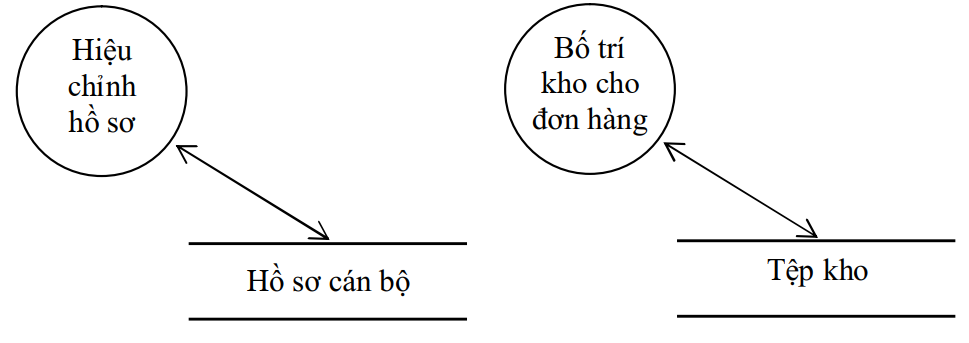 Hiệu
chỉnh
hồ sơ
Hồ sơ cán bộ
Bố trí
kho cho
đơn hàng
Tệp kho